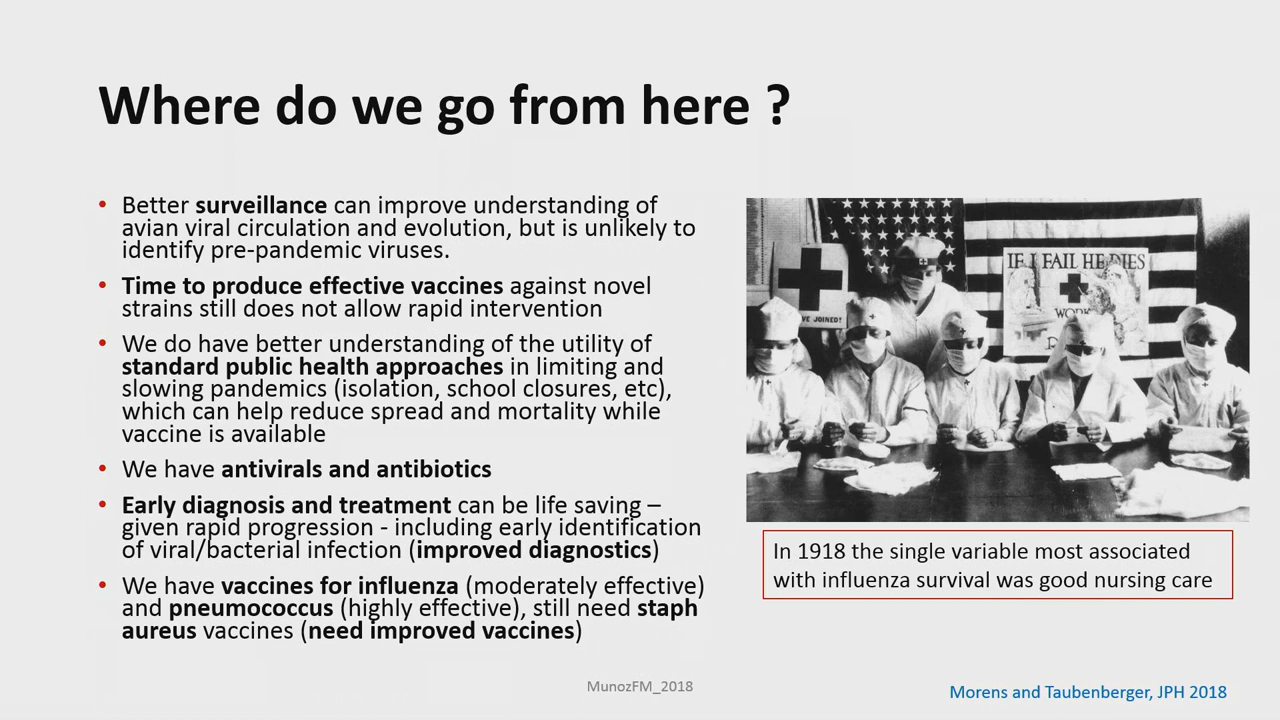 Where do we go from here ?
• Better surveillance can improve understanding of
avian viral circulation and evolution, but is unlikely to
identify pre-pandemic viruses.
• Time to produce effective vaccines against novel
strains still does not allow rapid intervention
• We do have better understanding of the utility of
standard public health approaches in limiting and
slowing pandemics (isolation, school closures, etc),
which can help reduce spread and mortality while
vaccine is available
• We have antivirals and antibiotics
• Early diagnosis and treatment can be life saving –
given rapid progression - including early identification
of viral/bacterial infection (improved diagnostics)
• We have vaccines for influenza (moderately effective)
and pneumococcus (highly effective), still need staph
aureus vaccines (need improved vaccines)
IF I FAIL HE DIES
WORK
VE JOINED!
In 1918 the single variable most associated
with influenza survival was good nursing care
MunozFM_2018
Morens and Taubenberger, JPH 2018